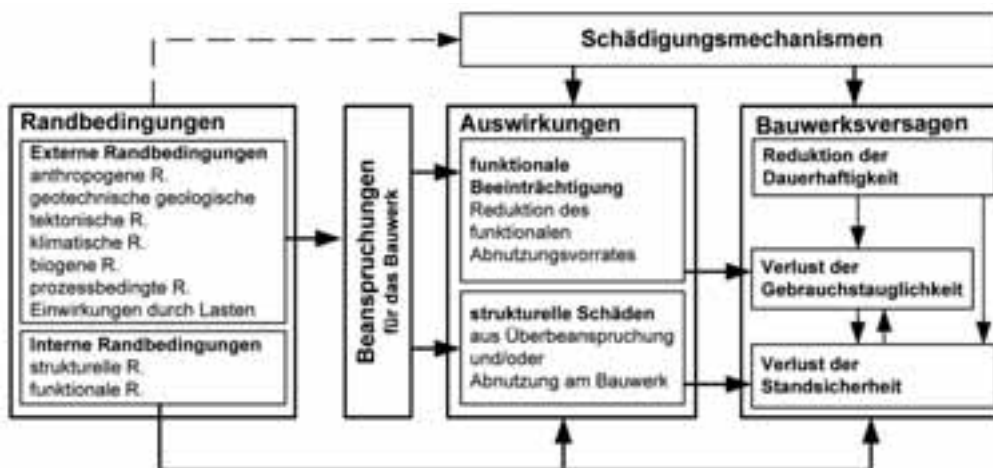 Schädigungsmechanismen
Randbedingungen
Externe Randbedingungen
anthropogene R.
geotechnische geologische
tektonische R.
klimatische R.
biogene R.
prozessbedingte R.
Einwirkungen durch Lasten
Interne Randbedingungen
strukturelle R.
funktionale R.
Beanspruchungen
für das Bauwerk
Auswirkungen
funktionale
Beeinträchtigung
Reduktion des
funktionalen
Abnutzungsvorrates
strukturelle Schäden
aus Überbeanspruchung
und/oder
Abnutzung am Bauwerk
Bauwerksversagen
Reduktion der
Dauerhaftigkeit
Verlust der
Gebrauchstauglichkeit
Verlust der
Standsicherheit